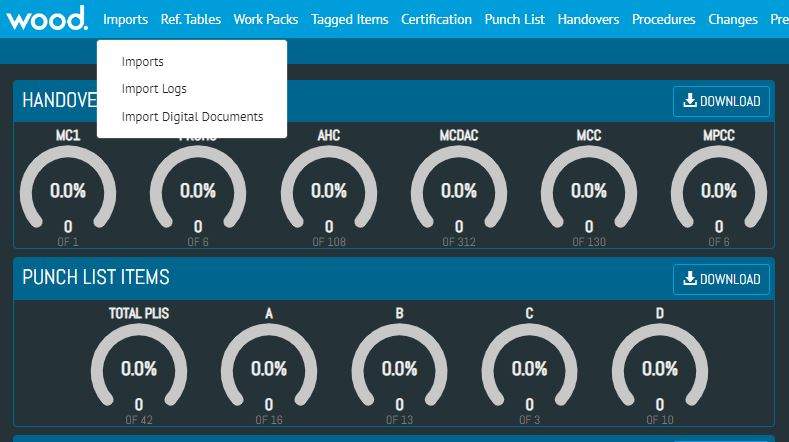 wood. Imports Ref. Tables Work Packs Tagged Items Certification Punch List Handovers Procedures Changes Pre
Imports
Import Logs
Import Digital Documents
HANDOVE DOWNLOAD
MC1 AHC MCDAC MCC MPCC
0.0% 0.0% 0.0% 0.0% 0.0% 0.0%
0 0 0 0 0 0
OF 1 OF 6 OF 108 OF 312 OF 130 OF 6
PUNCH LIST ITEMS DOWNLOAD
TOTAL PLIS A B C D
0.0% 0.0% 0.0% 0.0% 0.0%
0 0 0 0 0
OF 42 OF 16 OF 13 OF 3 OF 10